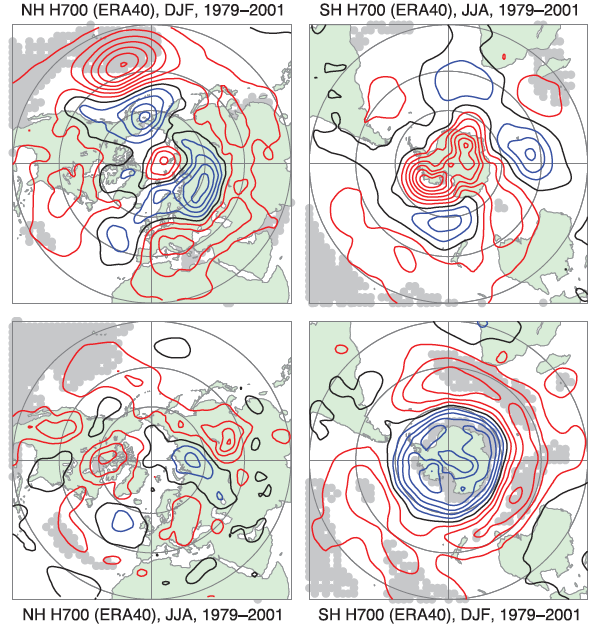 NH H700 (ERA40), DJF, 1979–2001
SH H700 (ERA40), JJA, 1979–2001
NH H700 (ERA40), JJA, 1979–2001
SH H700 (ERA40), DJF, 1979–2001